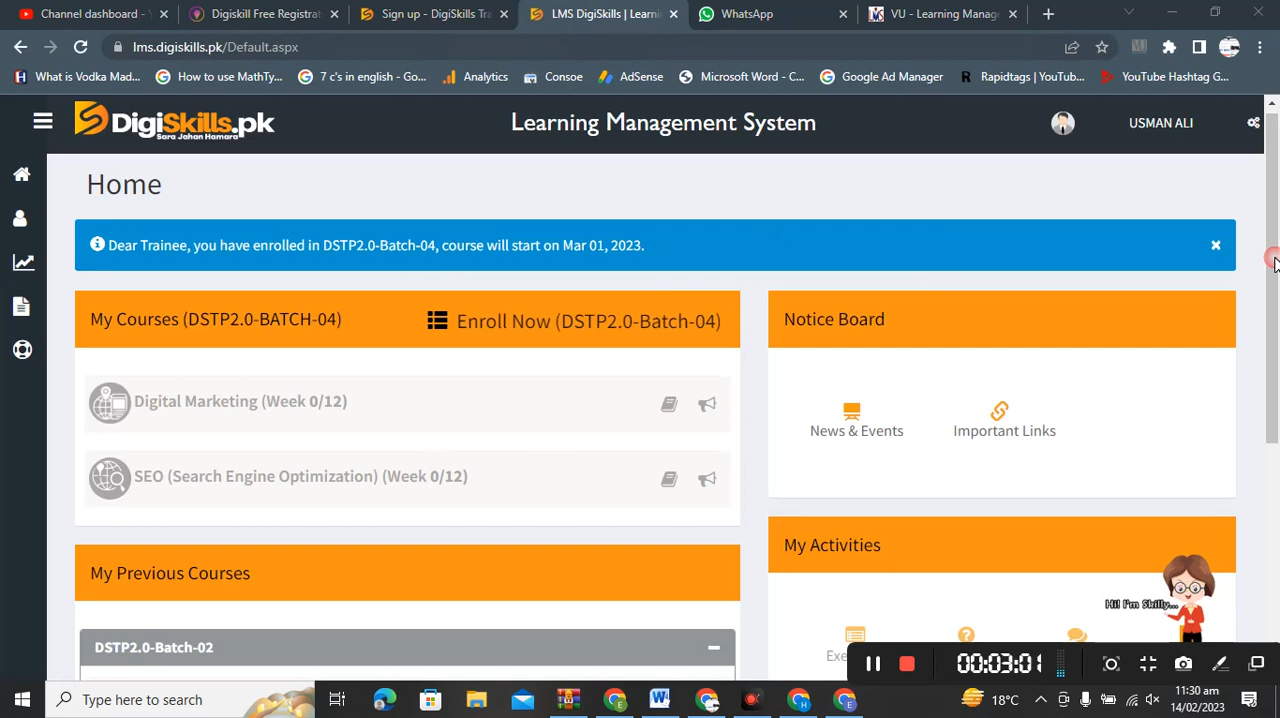 Channel dashboard - Y
Digiskill Free Registrat
Sign up - DigiSkills Tra
LMS DigiSkills | Learni
WhatsApp
VU - Learning Manag
lms.digiskills.pk/Default.aspx
What is Vodka Mad...
How to use MathTy...
7 c's in english - Go...
Analytics
Consoe
AdSense
Microsoft Word - C...
Google Ad Manager
Rapidtags | YouTub...
YouTube Hashtag G...
DigiSkills.pk
Sara Jahan Hamara
Learning Management System
USMAN ALI
Home
Dear Trainee, you have enrolled in DSTP2.0-Batch-04, course will start on Mar 01, 2023.
My Courses (DSTP2.0-BATCH-04)
Enroll Now (DSTP2.0-Batch-04)
Notice Board
Digital Marketing (Week 0/12)
News & Events
Important Links
SEO (Search Engine Optimization) (Week 0/12)
My Activities
My Previous Courses
Hi! I'm Skilly...
DSTP2.0-Batch-02
Exe
00:03:01
Type here to search
18°C
11:30 am
14/02/2023